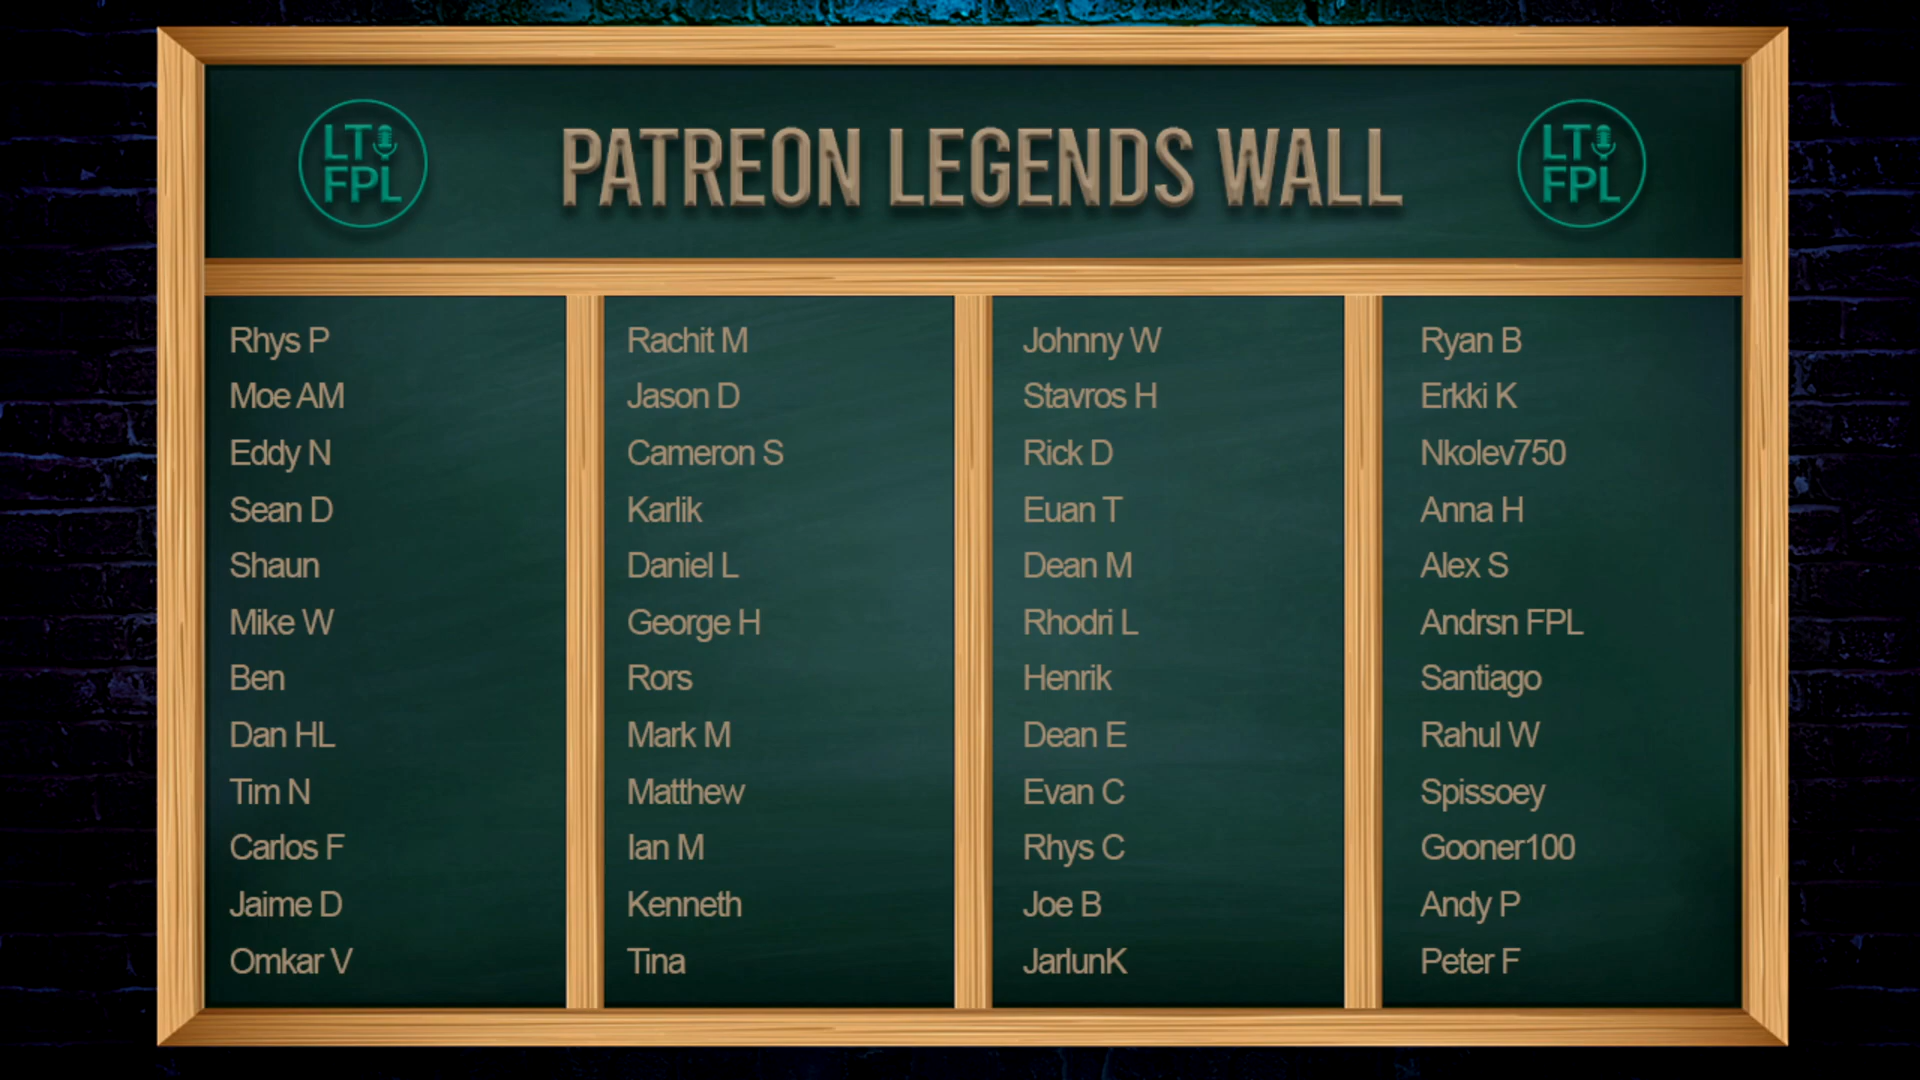 LT
FPL
PATREON LEGENDS WALL
LT
FPL
Rhys P
Moe AM
Eddy N
Sean D
Shaun
Mike W
Ben
Dan HL
Tim N
Carlos F
Jaime D
Omkar V
Rachit M
Jason D
Cameron S
Karlik
Daniel L
George H
Rors
Mark M
Matthew
Ian M
Kenneth
Tina
Johnny W
Stavros H
Rick D
Euan T
Dean M
Rhodri L
Henrik
Dean E
Evan C
Rhys C
Joe B
JarlunK
Ryan B
Erkki K
Nkolev750
Anna H
Alex S
Andrsn FPL
Santiago
Rahul W
Spissoey
Gooner100
Andy P
Peter F